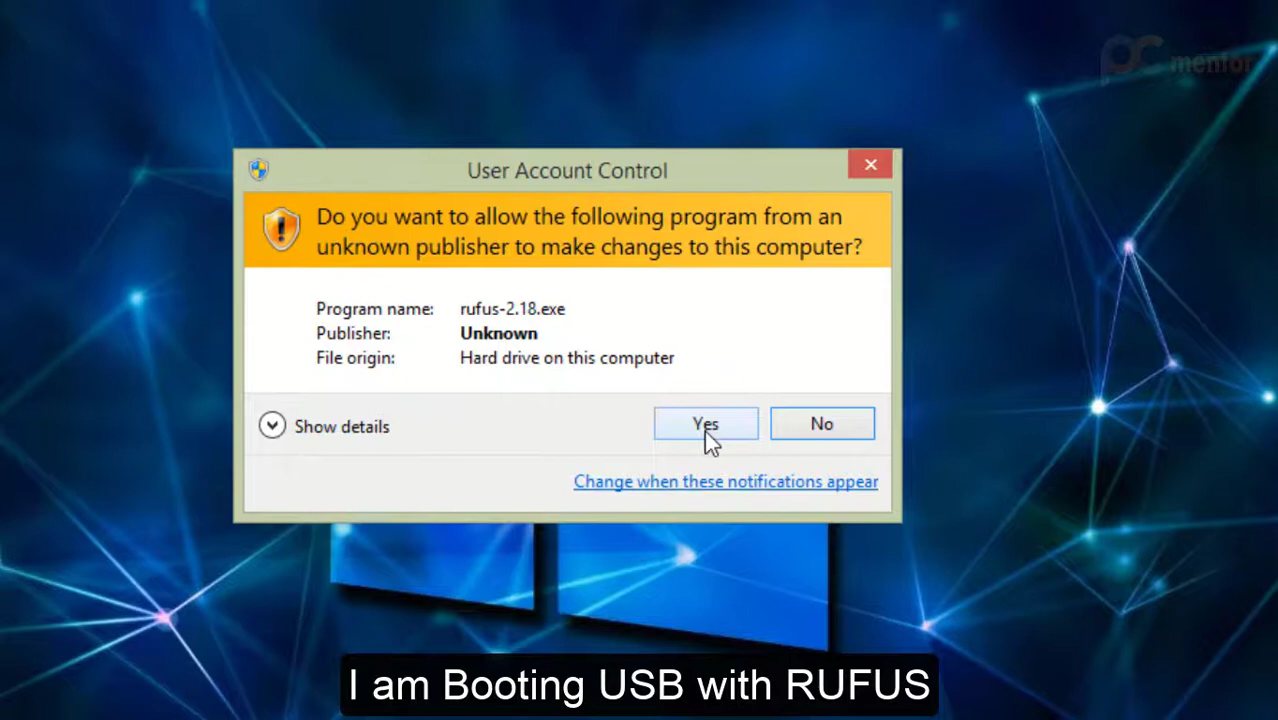 pc mentor
User Account Control
Do you want to allow the following program from an
unknown publisher to make changes to this computer?
Program name: rufus-2.18.exe
Publisher: Unknown
File origin: Hard drive on this computer
Show details
Yes
No
Change when these notifications appear
I am Booting USB with RUFUS